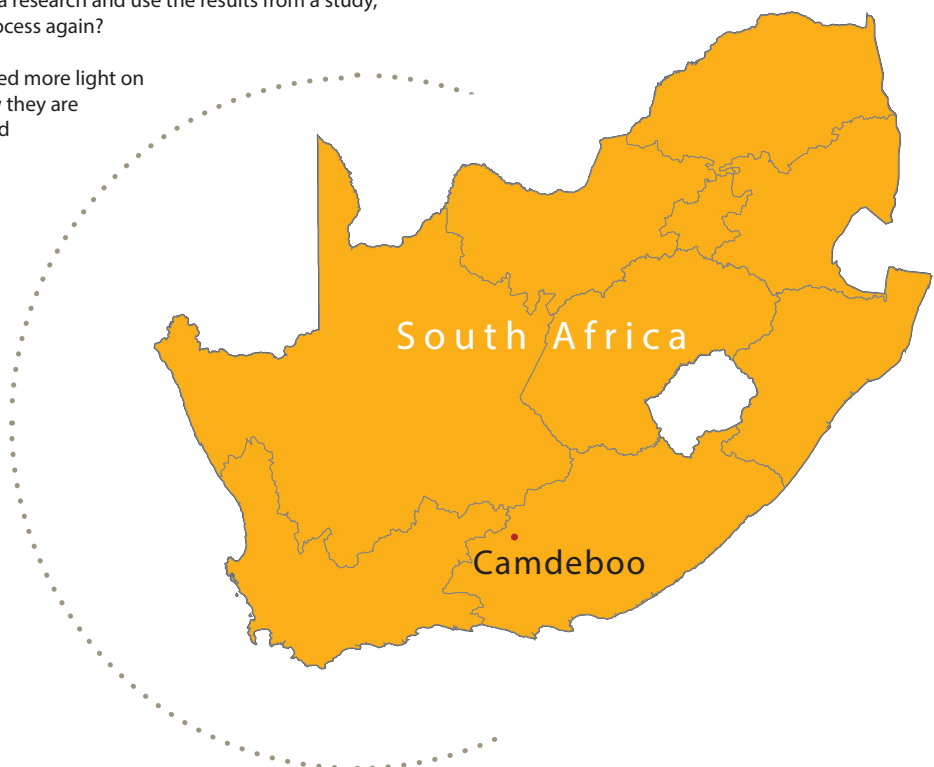 a research and use the results from a study,
ocess again?
ed more light on
they are
d
South Africa
Camdeboo